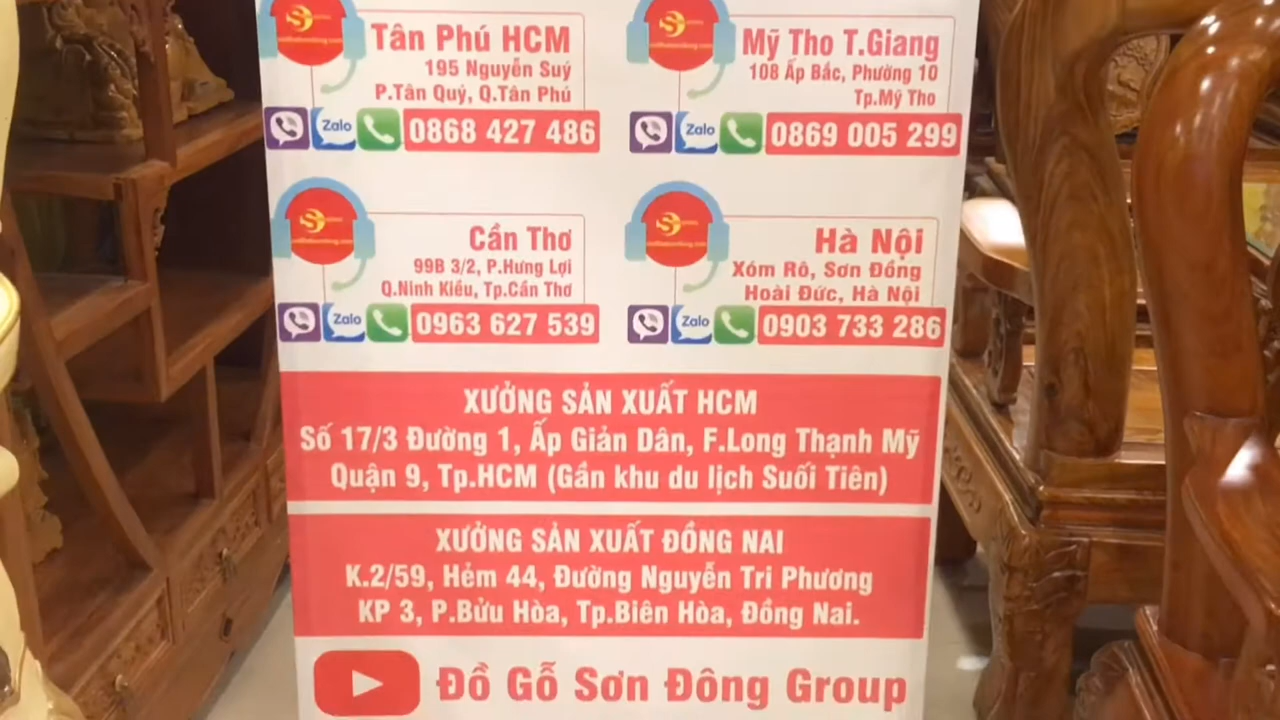 Tân Phú HCM
195 Nguyễn Suý
P.Tân Quý, Q.Tân Phú
Zalo
0868 427 486
Mỹ Tho T.Giang
108 Ấp Bắc, Phường 10
Tp.Mỹ Tho
Zalo
0869 005 299
Cần Thơ
99B 3/2, P.Hưng Lợi
Q.Ninh Kiều, Tp.Cần Thơ
Zalo
0963 627 539
Hà Nội
Xóm Rô, Sơn Đồng
Hoài Đức, Hà Nội
Zalo
0903 733 286
XƯỞNG SẢN XUẤT HCM
Số 17/3 Đường 1, Ấp Giản Dân, F.Long Thạnh Mỹ
Quận 9, Tp.HCM (Gần khu du lịch Suối Tiên)
XƯỞNG SẢN XUẤT ĐỒNG NAI
K.2/59, Hẻm 44, Đường Nguyễn Tri Phương
KP 3, P.Bửu Hòa, Tp.Biên Hòa, Đồng Nai.
Đồ Gỗ Sơn Đông Group